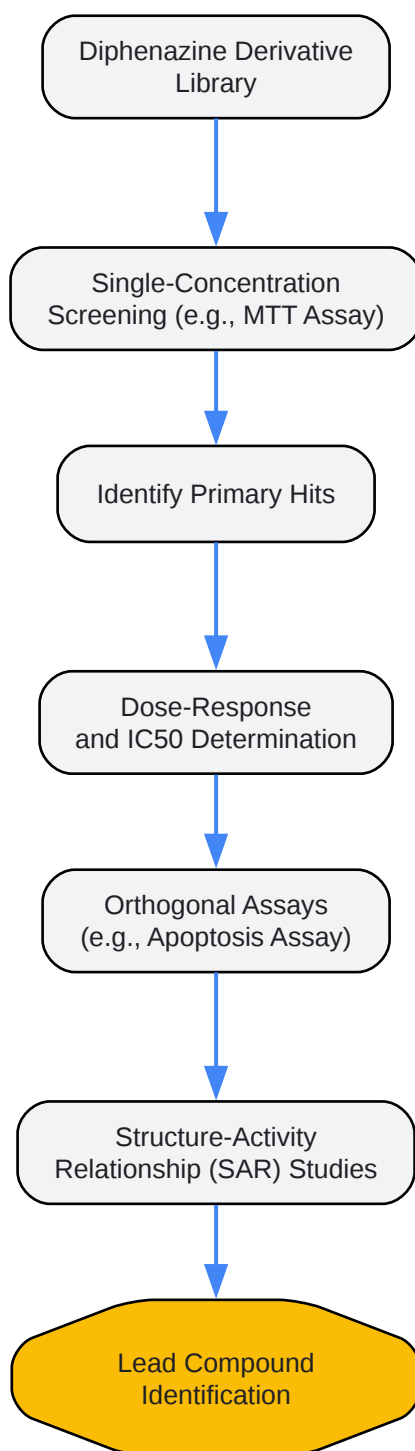 Diphenazine Derivative
Library
Single-Concentration
Screening (e.g., MTT Assay)
Identify Primary Hits
Dose-Response
and IC50 Determination
Orthogonal Assays
(e.g., Apoptosis Assay)
Structure-Activity
Relationship (SAR) Studies
Lead Compound
Identification